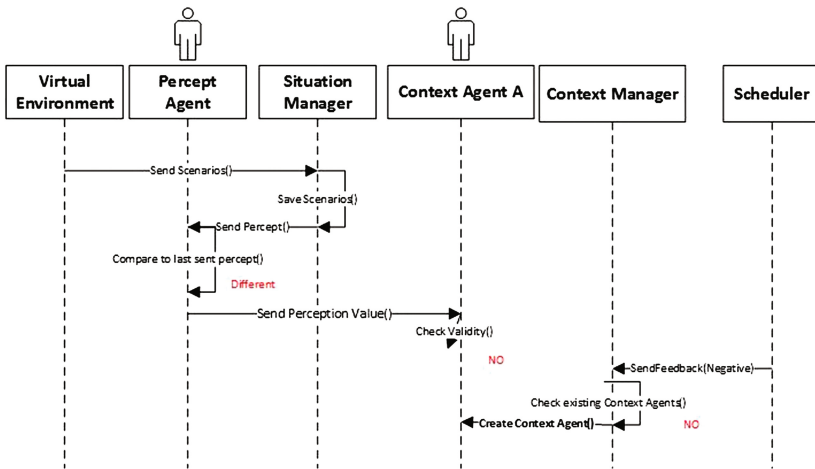 Virtual
Environment
Percept
Agent
Situation
Manager
Context Agent A
Context Manager
Scheduler
Send Scenarios()
Save Scenarios()
Send Percept()
Compare to last sent percept()
Different
Send Perception Value()
Check Validity()
NO
SendFeedback(Negative)
Check existing Context Agents()
Create Context Agent()
NO